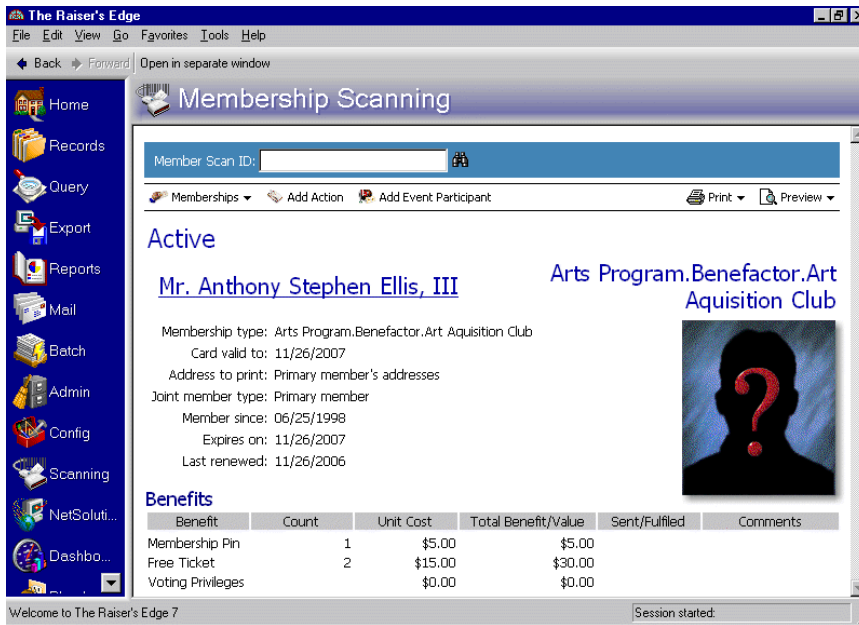 The Raiser's Edge
File Edit View Go Favorites Tools Help
Back Forward Open in separate window
Home
Records
Query
Export
Reports
Mail
Batch
Admin
Config
Scanning
NetSoluti...
Dashbo...
Membership Scanning
Member Scan ID:
Memberships Add Action Add Event Participant Print Preview
Active
Mr. Anthony Stephen Ellis, III
Arts Program.Benefactor.Art
Aquisition Club
Membership type: Arts Program.Benefactor.Art Aquisition Club
Card valid to: 11/26/2007
Address to print: Primary member's addresses
Joint member type: Primary member
Member since: 06/25/1998
Expires on: 11/26/2007
Last renewed: 11/26/2006
Benefits
Benefit Count Unit Cost Total Benefit/Value Sent/Fulfiled Comments
Membership Pin 1 $5.00 $5.00
Free Ticket 2 $15.00 $30.00
Voting Privileges $0.00 $0.00
Welcome to The Raiser's Edge 7 Session started: